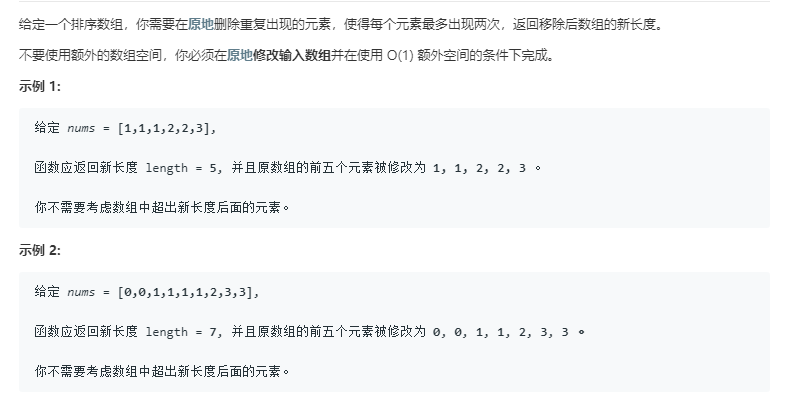 给定一个排序数组，你需要在原地删除重复出现的元素，使得每个元素最多出现两次，返回移除后数组的新长度。
不要使用额外的数组空间，你必须在原地修改输入数组并在使用 O(1) 额外空间的条件下完成。
示例 1:
给定 nums = [1,1,1,2,2,3],
函数应返回新长度 length = 5, 并且原数组的前五个元素被修改为 1, 1, 2, 2, 3 。
你不需要考虑数组中超出新长度后面的元素。
示例 2:
给定 nums = [0,0,1,1,1,1,2,3,3],
函数应返回新长度 length = 7, 并且原数组的前五个元素被修改为 0, 0, 1, 1, 2, 3, 3 。
你不需要考虑数组中超出新长度后面的元素。